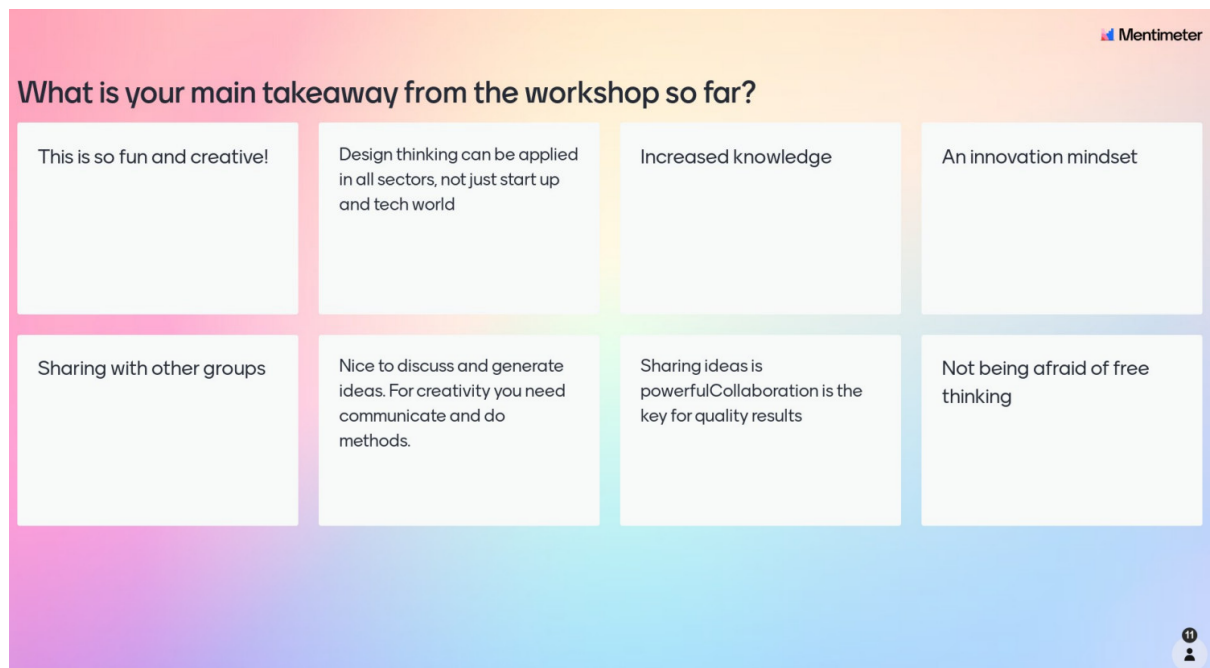 Mentimeter
What is your main takeaway from the workshop so far?
This is so fun and creative!
Design thinking can be applied
in all sectors, not just start up
and tech world
Increased knowledge
An innovation mindset
Sharing with other groups
Nice to discuss and generate
ideas. For creativity you need
communicate and do
methods.
Sharing ideas is
powerfulCollaboration is the
key for quality results
Not being afraid of free
thinking
11